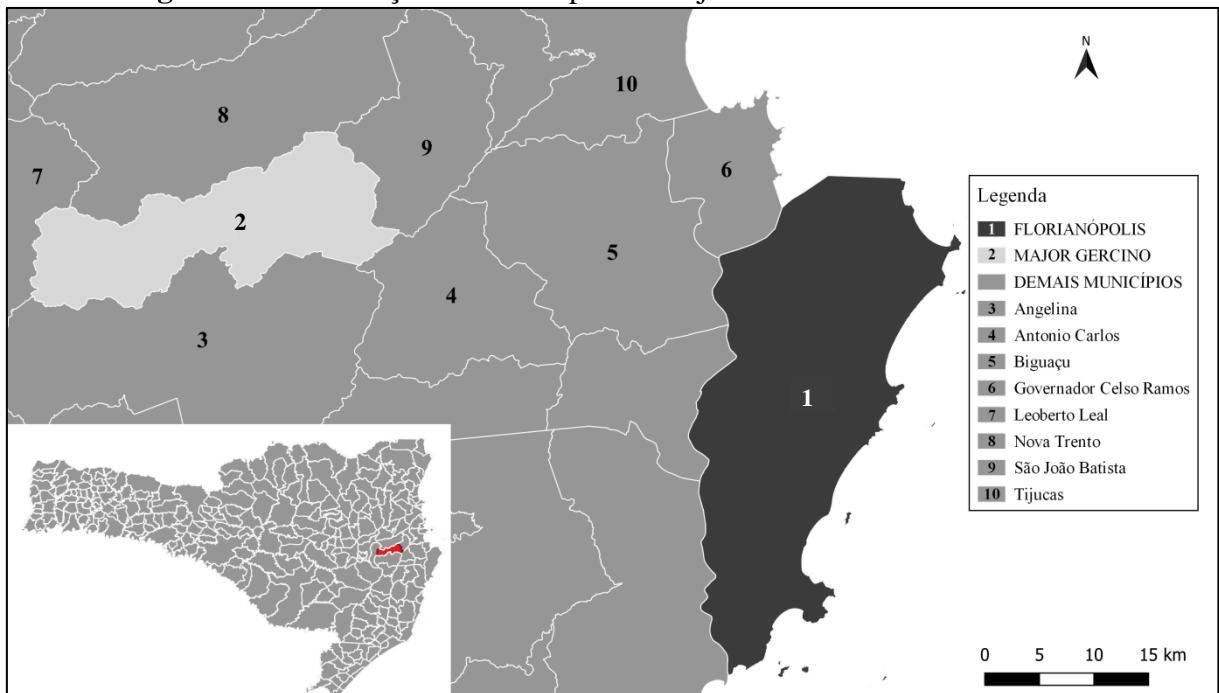 N
10
8
9
7
6
2
5
4
3
1
Legenda
1 FLORIANÓPOLIS
2 MAJOR GERCINO
DEMAIS MUNICÍPIOS
3 Angelina
4 Antonio Carlos
5 Biguaçu
6 Governador Celso Ramos
7 Leoberto Leal
8 Nova Trento
9 São João Batista
10 Tijucas
0 5 10 15 km